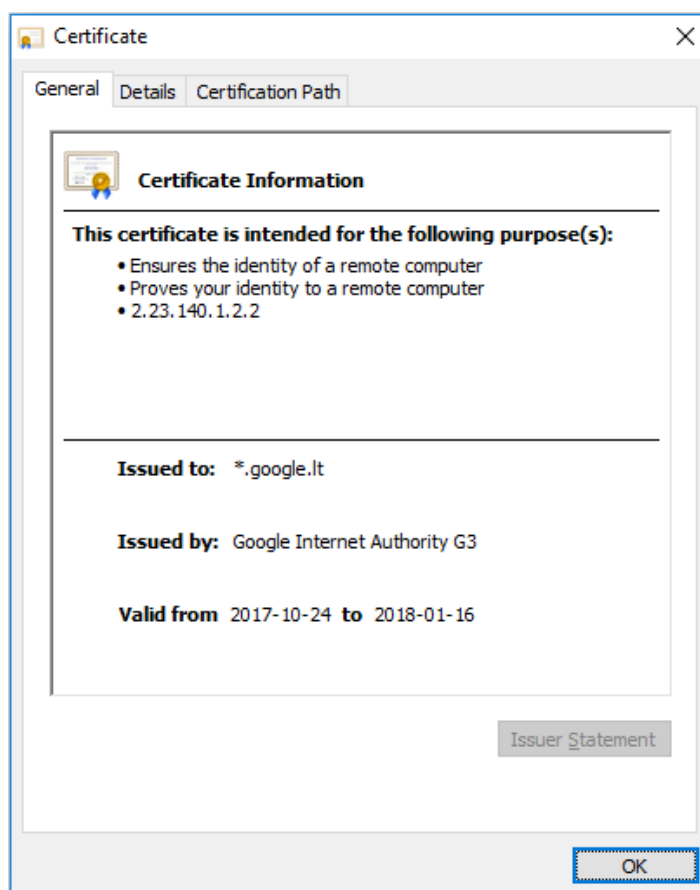 Certificate
General Details Certification Path
Certificate Information
This certificate is intended for the following purpose(s):
• Ensures the identity of a remote computer
• Proves your identity to a remote computer
• 2.23.140.1.2.2
Issued to: *.google.lt
Issued by: Google Internet Authority G3
Valid from 2017-10-24 to 2018-01-16
Issuer Statement
OK